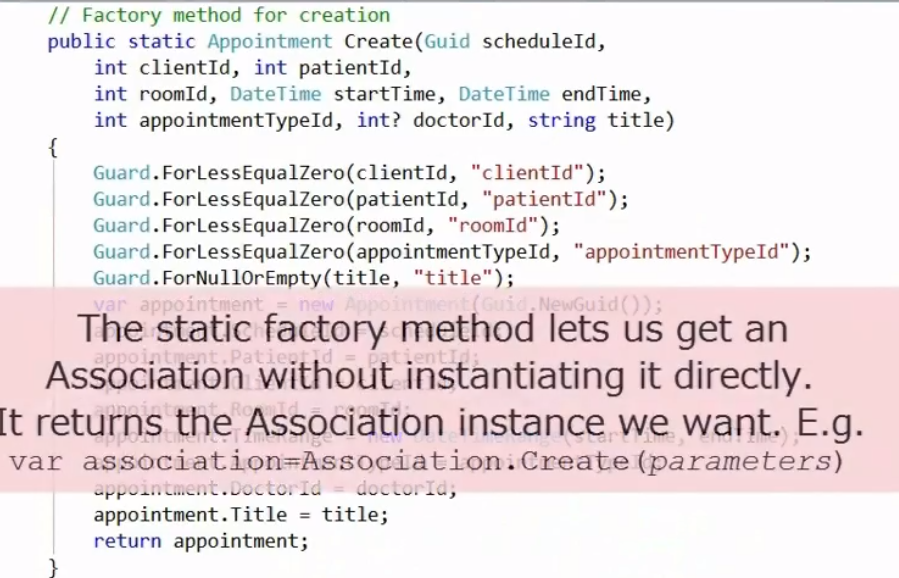 // Factory method for creation
public static Appointment Create(Guid scheduleId,
int clientId, int patientId,
int roomId, DateTime startTime, DateTime endTime,
int appointmentTypeId, int? doctorId, string title)
{
Guard.ForLessEqualZero(clientId, "clientId");
Guard.ForLessEqualZero(patientId, "patientId");
Guard.ForLessEqualZero(roomId, "roomId");
Guard.ForLessEqualZero(appointmentTypeId, "appointmentTypeId");
Guard.ForNullOrEmpty(title, "title");
var appointment = new Appointment(Guid.NewGuid());
The static factory method lets us get an
appointment.PatientId = patientId;
Association without instantiating it directly.
appointment.RoomId = roomId;
It returns the Association instance we want. E.g.
appointment.TimeRange = new DateTimeRange(startTime, endTime);
var association=Association.Create(parameters)
appointment.DoctorId = doctorId;
appointment.Title = title;
return appointment;
}